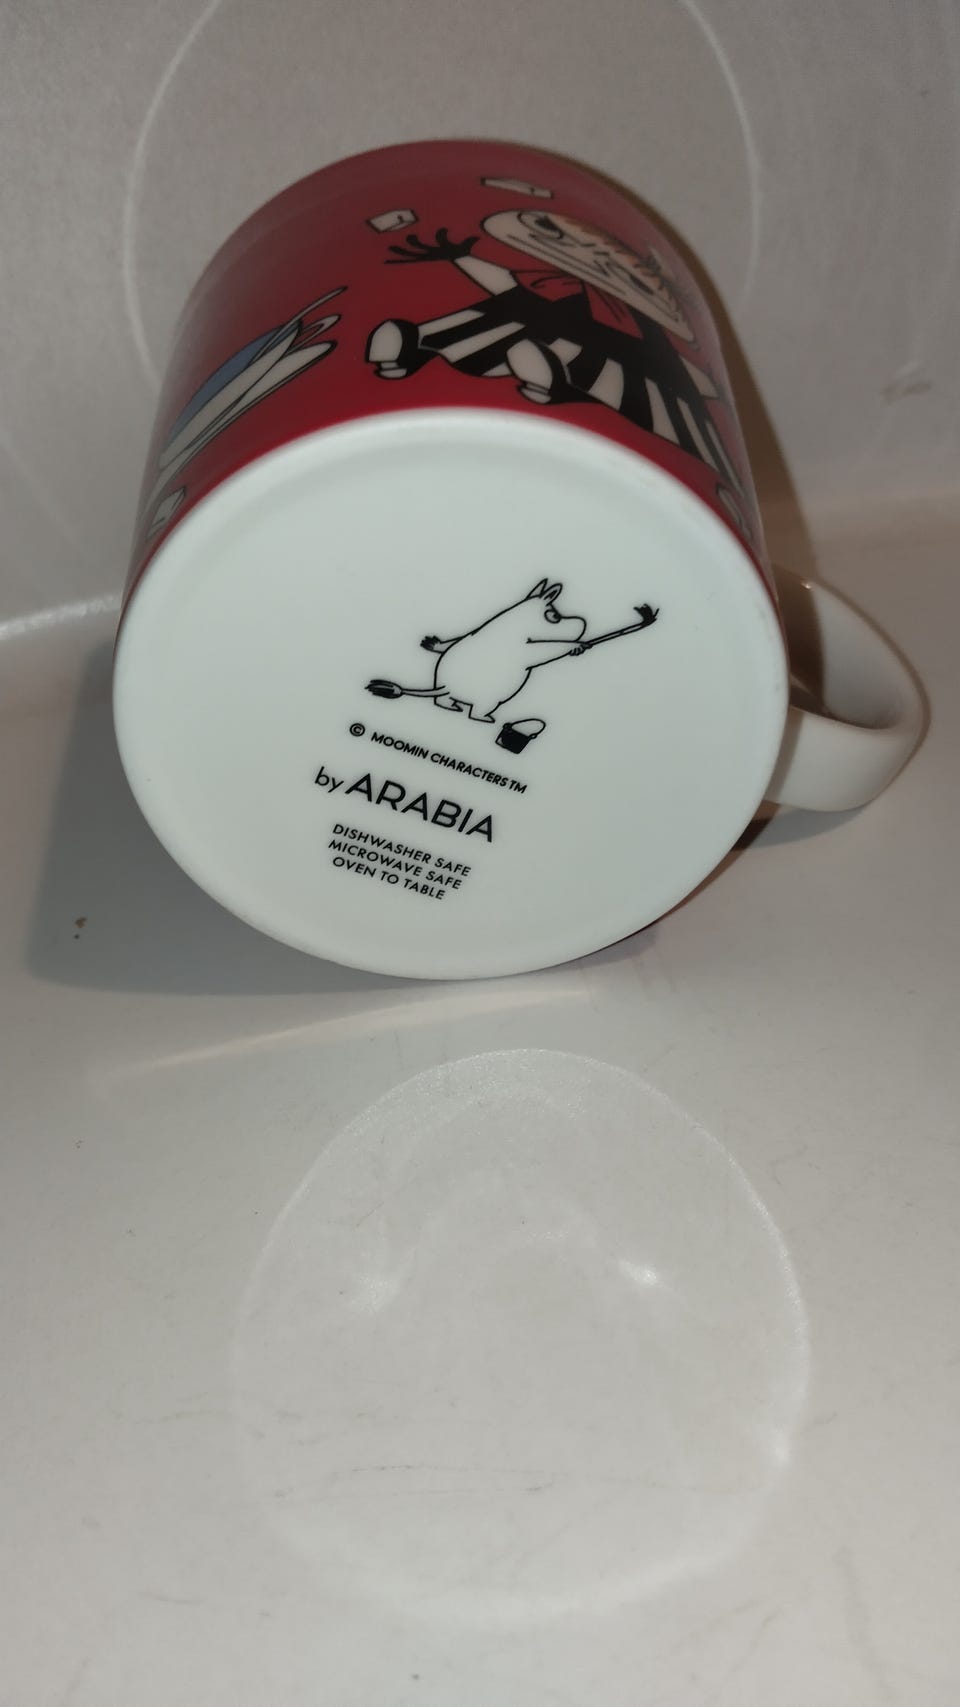 © MOOMIN CHARACTERS™
by ARABIA
DISHWASHER SAFE
MICROWAVE SAFE
OVEN TO TABLE